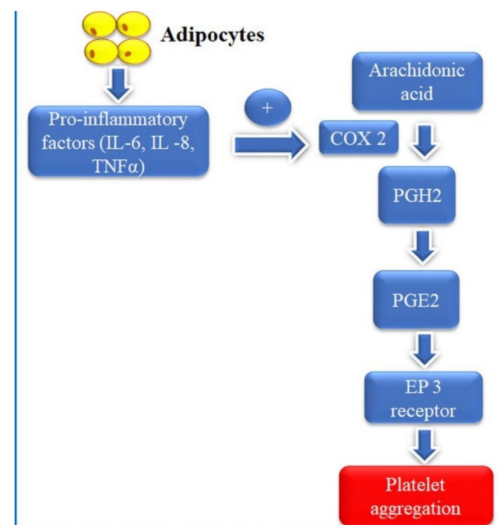 Adipocytes
Pro-inflammatory
factors (IL-6, IL -8,
TNFα)
+
Arachidonic
acid
COX 2
PGH2
PGE2
EP 3
receptor
Platelet
aggregation